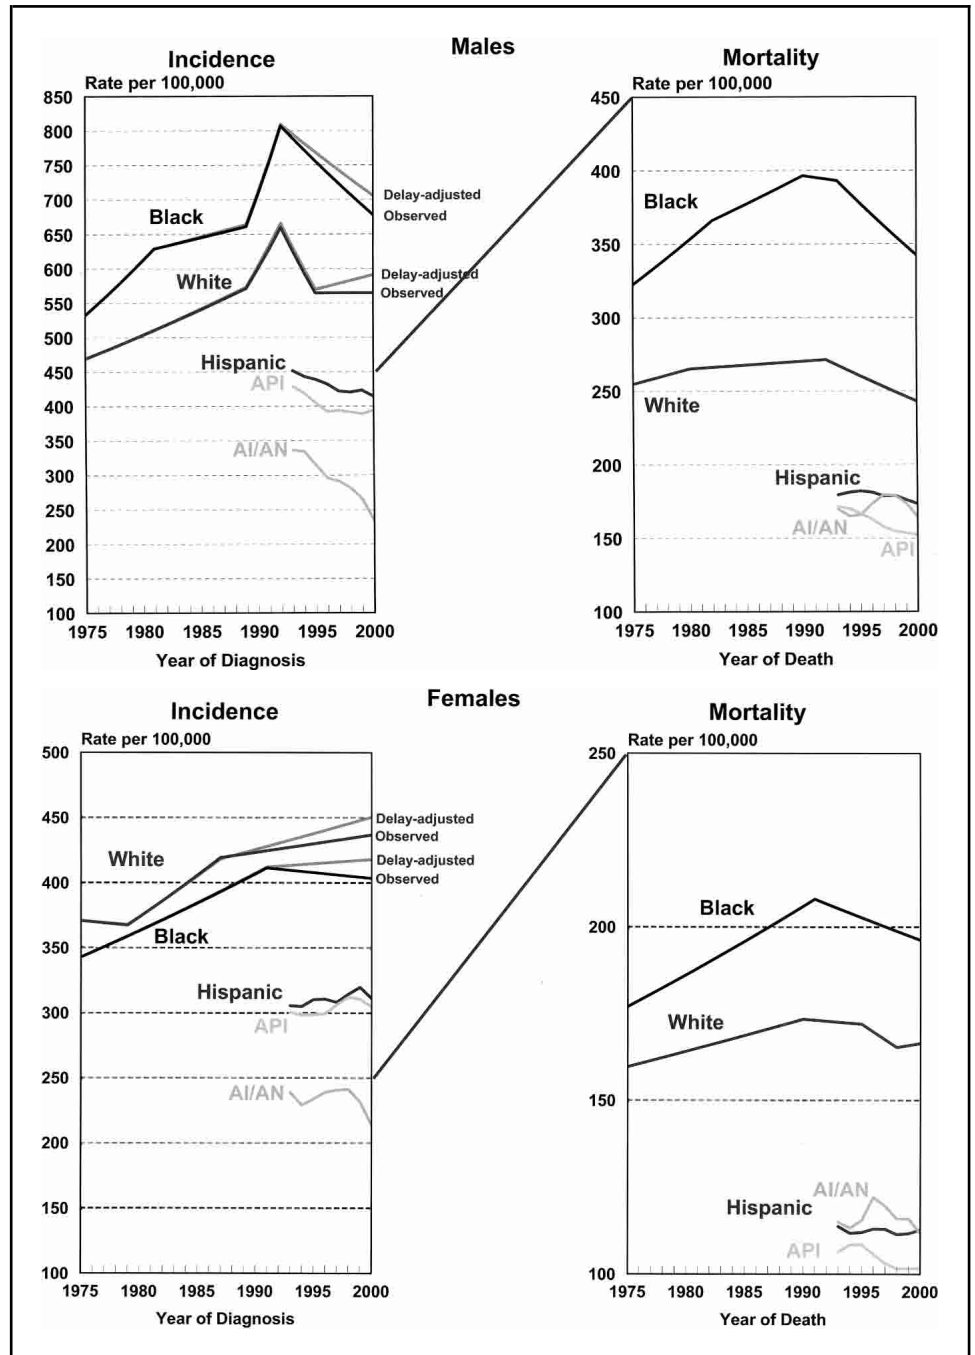 Males
Incidence
Rate per 100,000
850
800
750
700
650
600
550
500
450
400
350
300
250
200
150
100
Black
White
Hispanic
API
AI/AN
Delay-adjusted
Observed
Delay-adjusted
Observed
1975 1980 1985 1990 1995 2000
Year of Diagnosis
Mortality
Rate per 100,000
450
400
350
300
250
200
150
100
Black
White
Hispanic
AI/AN
API
1975 1980 1985 1990 1995 2000
Year of Death
Females
Incidence
Rate per 100,000
500
450
400
350
300
250
200
150
100
White
Black
Hispanic
API
AI/AN
Delay-adjusted
Observed
Delay-adjusted
Observed
1975 1980 1985 1990 1995 2000
Year of Diagnosis
Mortality
Rate per 100,000
250
200
150
100
Black
White
AI/AN
Hispanic
API
1975 1980 1985 1990 1995 2000
Year of Death